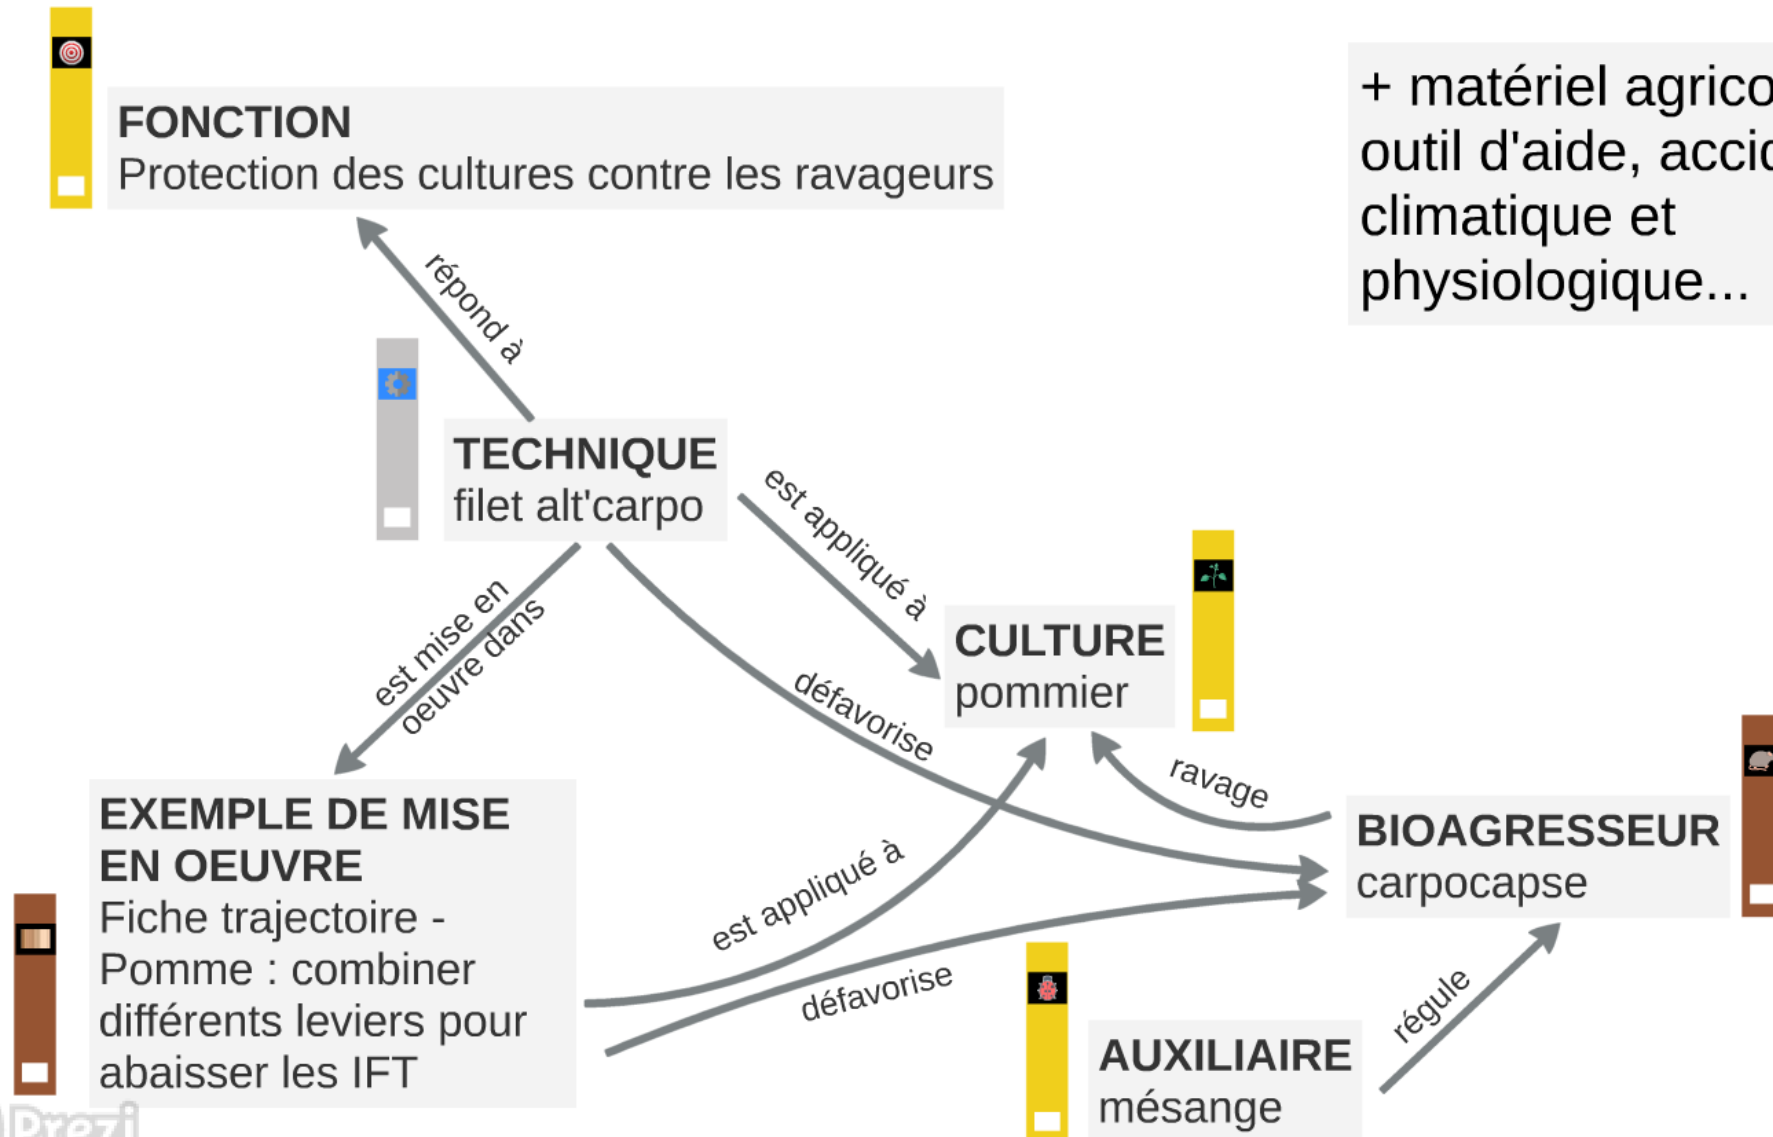 FONCTION
Protection des cultures contre les ravageurs
+ matériel
outil d'aide,
climatique et
physiologique...
répond à
TECHNIQUE
filet alt'carpo
est appliqué à
est mise en
oeuvre dans
défavorise
CULTURE
pommier
ravage
BIOAGRESSEUR
carpocapse
EXEMPLE DE MISE
EN OEUVRE
Fiche trajectoire -
Pomme : combiner
différents leviers pour
abaisser les IFT
est appliqué à
défavorise
régule
AUXILIAIRE
mésange
Prezi